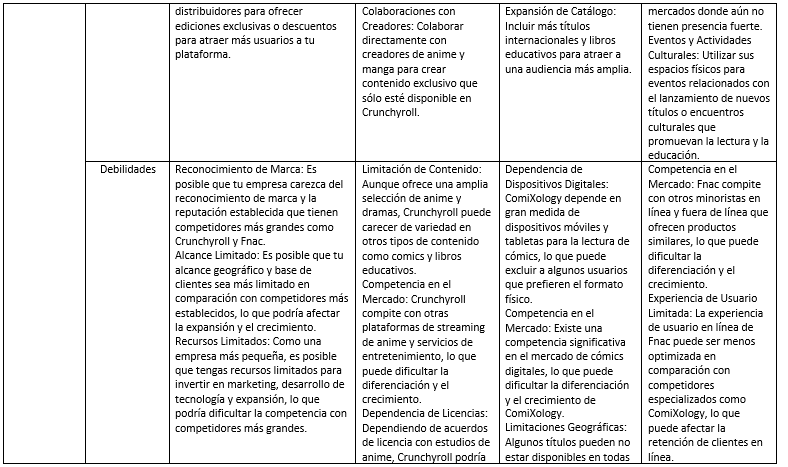 distribuidores para ofrecer
ediciones exclusivas o descuentos
para atraer más usuarios a tu
plataforma.
Colaboraciones con
Creadores: Colaborar
directamente con
creadores de anime y
manga para crear
contenido exclusivo que
sólo esté disponible en
Crunchyroll.
Expansión de Catálogo:
Incluir más títulos
internacionales y libros
educativos para atraer a
una audiencia más amplia.
mercados donde aún no
tienen presencia fuerte.
Eventos y Actividades
Culturales: Utilizar sus
espacios físicos para
eventos relacionados con
el lanzamiento de nuevos
títulos o encuentros
culturales que
promuevan la lectura y la
educación.
Debilidades
Reconocimiento de Marca: Es
posible que tu empresa carezca del
reconocimiento de marca y la
reputación establecida que tienen
competidores más grandes como
Crunchyroll y Fnac.
Alcance Limitado: Es posible que tu
alcance geográfico y base de
clientes sea más limitado en
comparación con competidores más
establecidos, lo que podría afectar
la expansión y el crecimiento.
Recursos Limitados: Como una
empresa más pequeña, es posible
que tengas recursos limitados para
invertir en marketing, desarrollo de
tecnología y expansión, lo que
podría dificultar la competencia con
competidores más grandes.
Limitación de Contenido:
Aunque ofrece una amplia
selección de anime y
dramas, Crunchyroll puede
carecer de variedad en
otros tipos de contenido
como comics y libros
educativos.
Competencia en el
Mercado: Crunchyroll
compite con otras
plataformas de streaming
de anime y servicios de
entretenimiento, lo que
puede dificultar la
diferenciación y el
crecimiento.
Dependencia de Licencias:
Dependiendo de acuerdos
de licencia con estudios de
anime, Crunchyroll podría
Dependencia de
Dispositivos Digitales:
ComiXology depende en
gran medida de
dispositivos móviles y
tabletas para la lectura de
cómics, lo que puede
excluir a algunos usuarios
que prefieren el formato
físico.
Competencia en el
Mercado: Existe una
competencia significativa
en el mercado de cómics
digitales, lo que puede
dificultar la diferenciación
y el crecimiento de
ComiXology.
Limitaciones Geográficas:
Algunos títulos pueden no
estar disponibles en todas
Competencia en el
Mercado: Fnac compite
con otros minoristas en
línea y fuera de línea que
ofrecen productos
similares, lo que puede
dificultar la
diferenciación y el
crecimiento.
Experiencia de Usuario
Limitada: La experiencia
de usuario en línea de
Fnac puede ser menos
optimizada en
comparación con
competidores
especializados como
ComiXology, lo que
puede afectar la
retención de clientes en
línea.